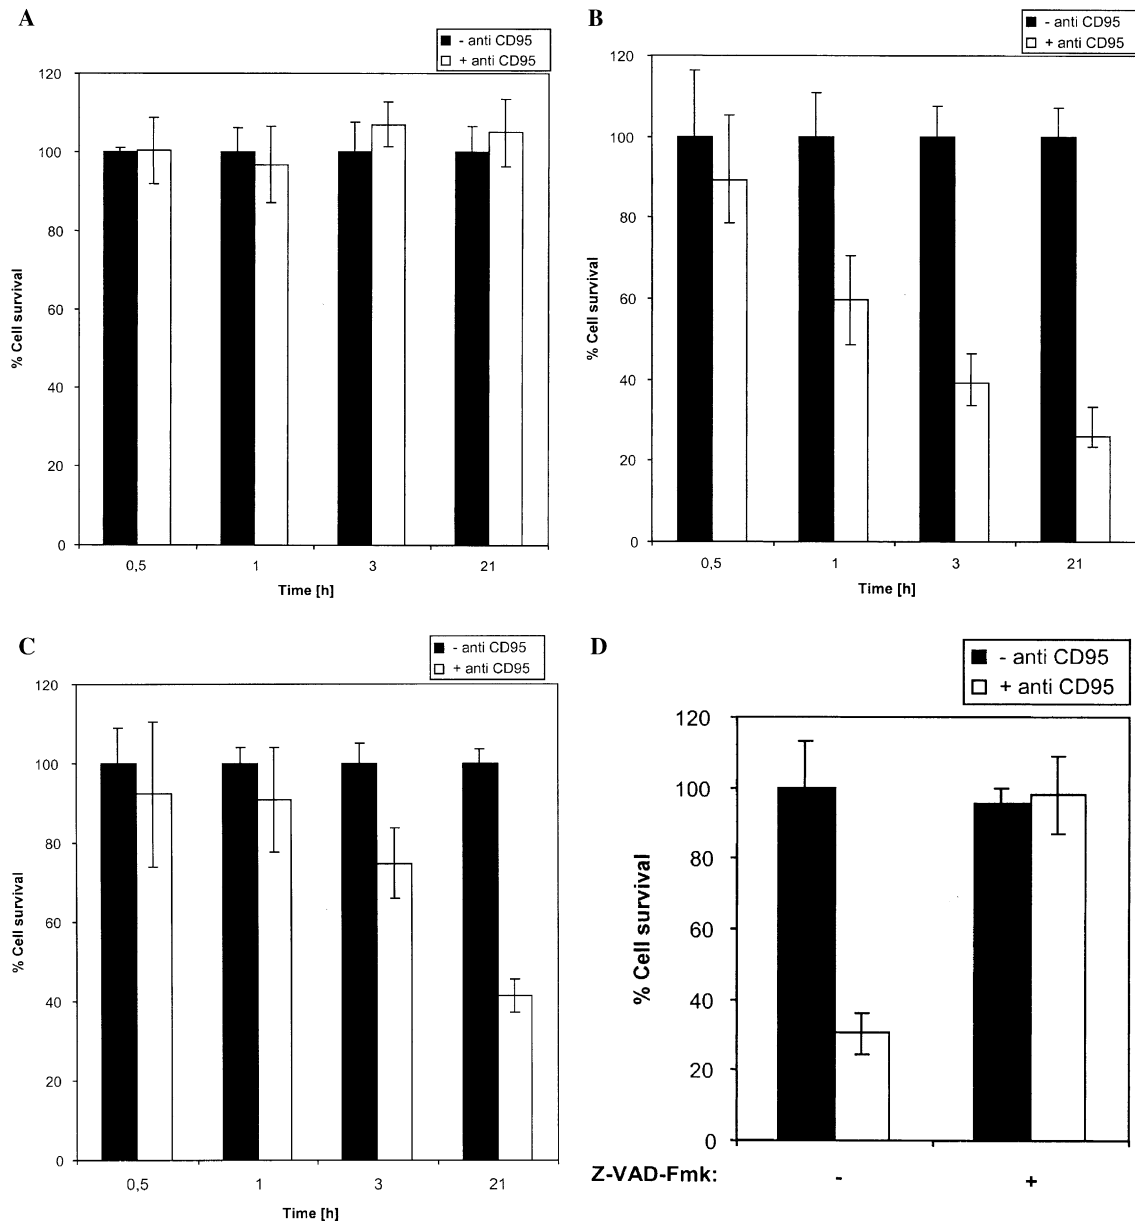 A
- anti CD95
+ anti CD95
120
100
80
60
40
20
0
% Cell survival
0,5 1 3 21
Time [h]
B
- anti CD95
+ anti CD95
120
100
80
60
40
20
0
% Cell survival
0,5 1 3 21
Time [h]
C
- anti CD95
+ anti CD95
120
100
80
60
40
20
0
% Cell survival
0,5 1 3 21
Time [h]
D
- anti CD95
+ anti CD95
120
100
80
60
40
20
0
% Cell survival
Z-VAD-Fmk: - +